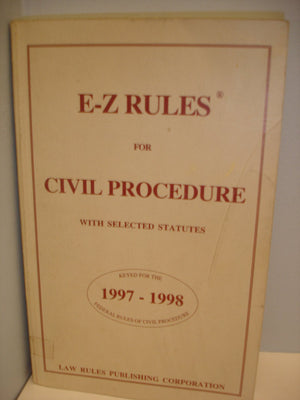 E-Z RULES®
FOR
CIVIL PROCEDURE
WITH SELECTED STATUTES
KEYED FOR THE
1997 - 1998
FEDERAL RULES OF CIVIL PROCEDURE
LAW RULES PUBLISHING CORPORATION